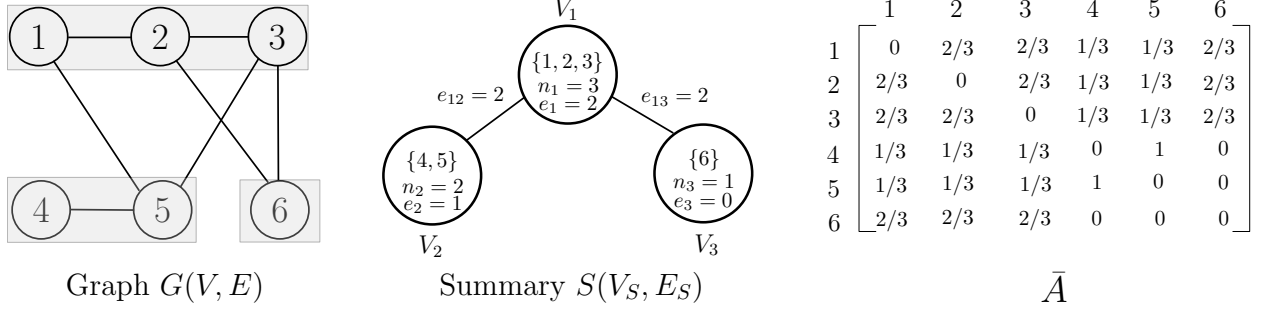 1 2 3
4 5 6
Graph G(V, E)
V₁
{1, 2, 3}
n₁ = 3
e₁ = 2
e₁₂ = 2
e₁₃ = 2
{4, 5}
n₂ = 2
e₂ = 1
V₂
{6}
n₃ = 1
e₃ = 0
V₃
Summary S(V_S, E_S)
1 2 3 4 5 6
1 0 2/3 2/3 1/3 1/3 2/3
2 2/3 0 2/3 1/3 1/3 2/3
3 2/3 2/3 0 1/3 1/3 2/3
4 1/3 1/3 1/3 0 1 0
5 1/3 1/3 1/3 1 0 0
6 2/3 2/3 2/3 0 0 0
Ā